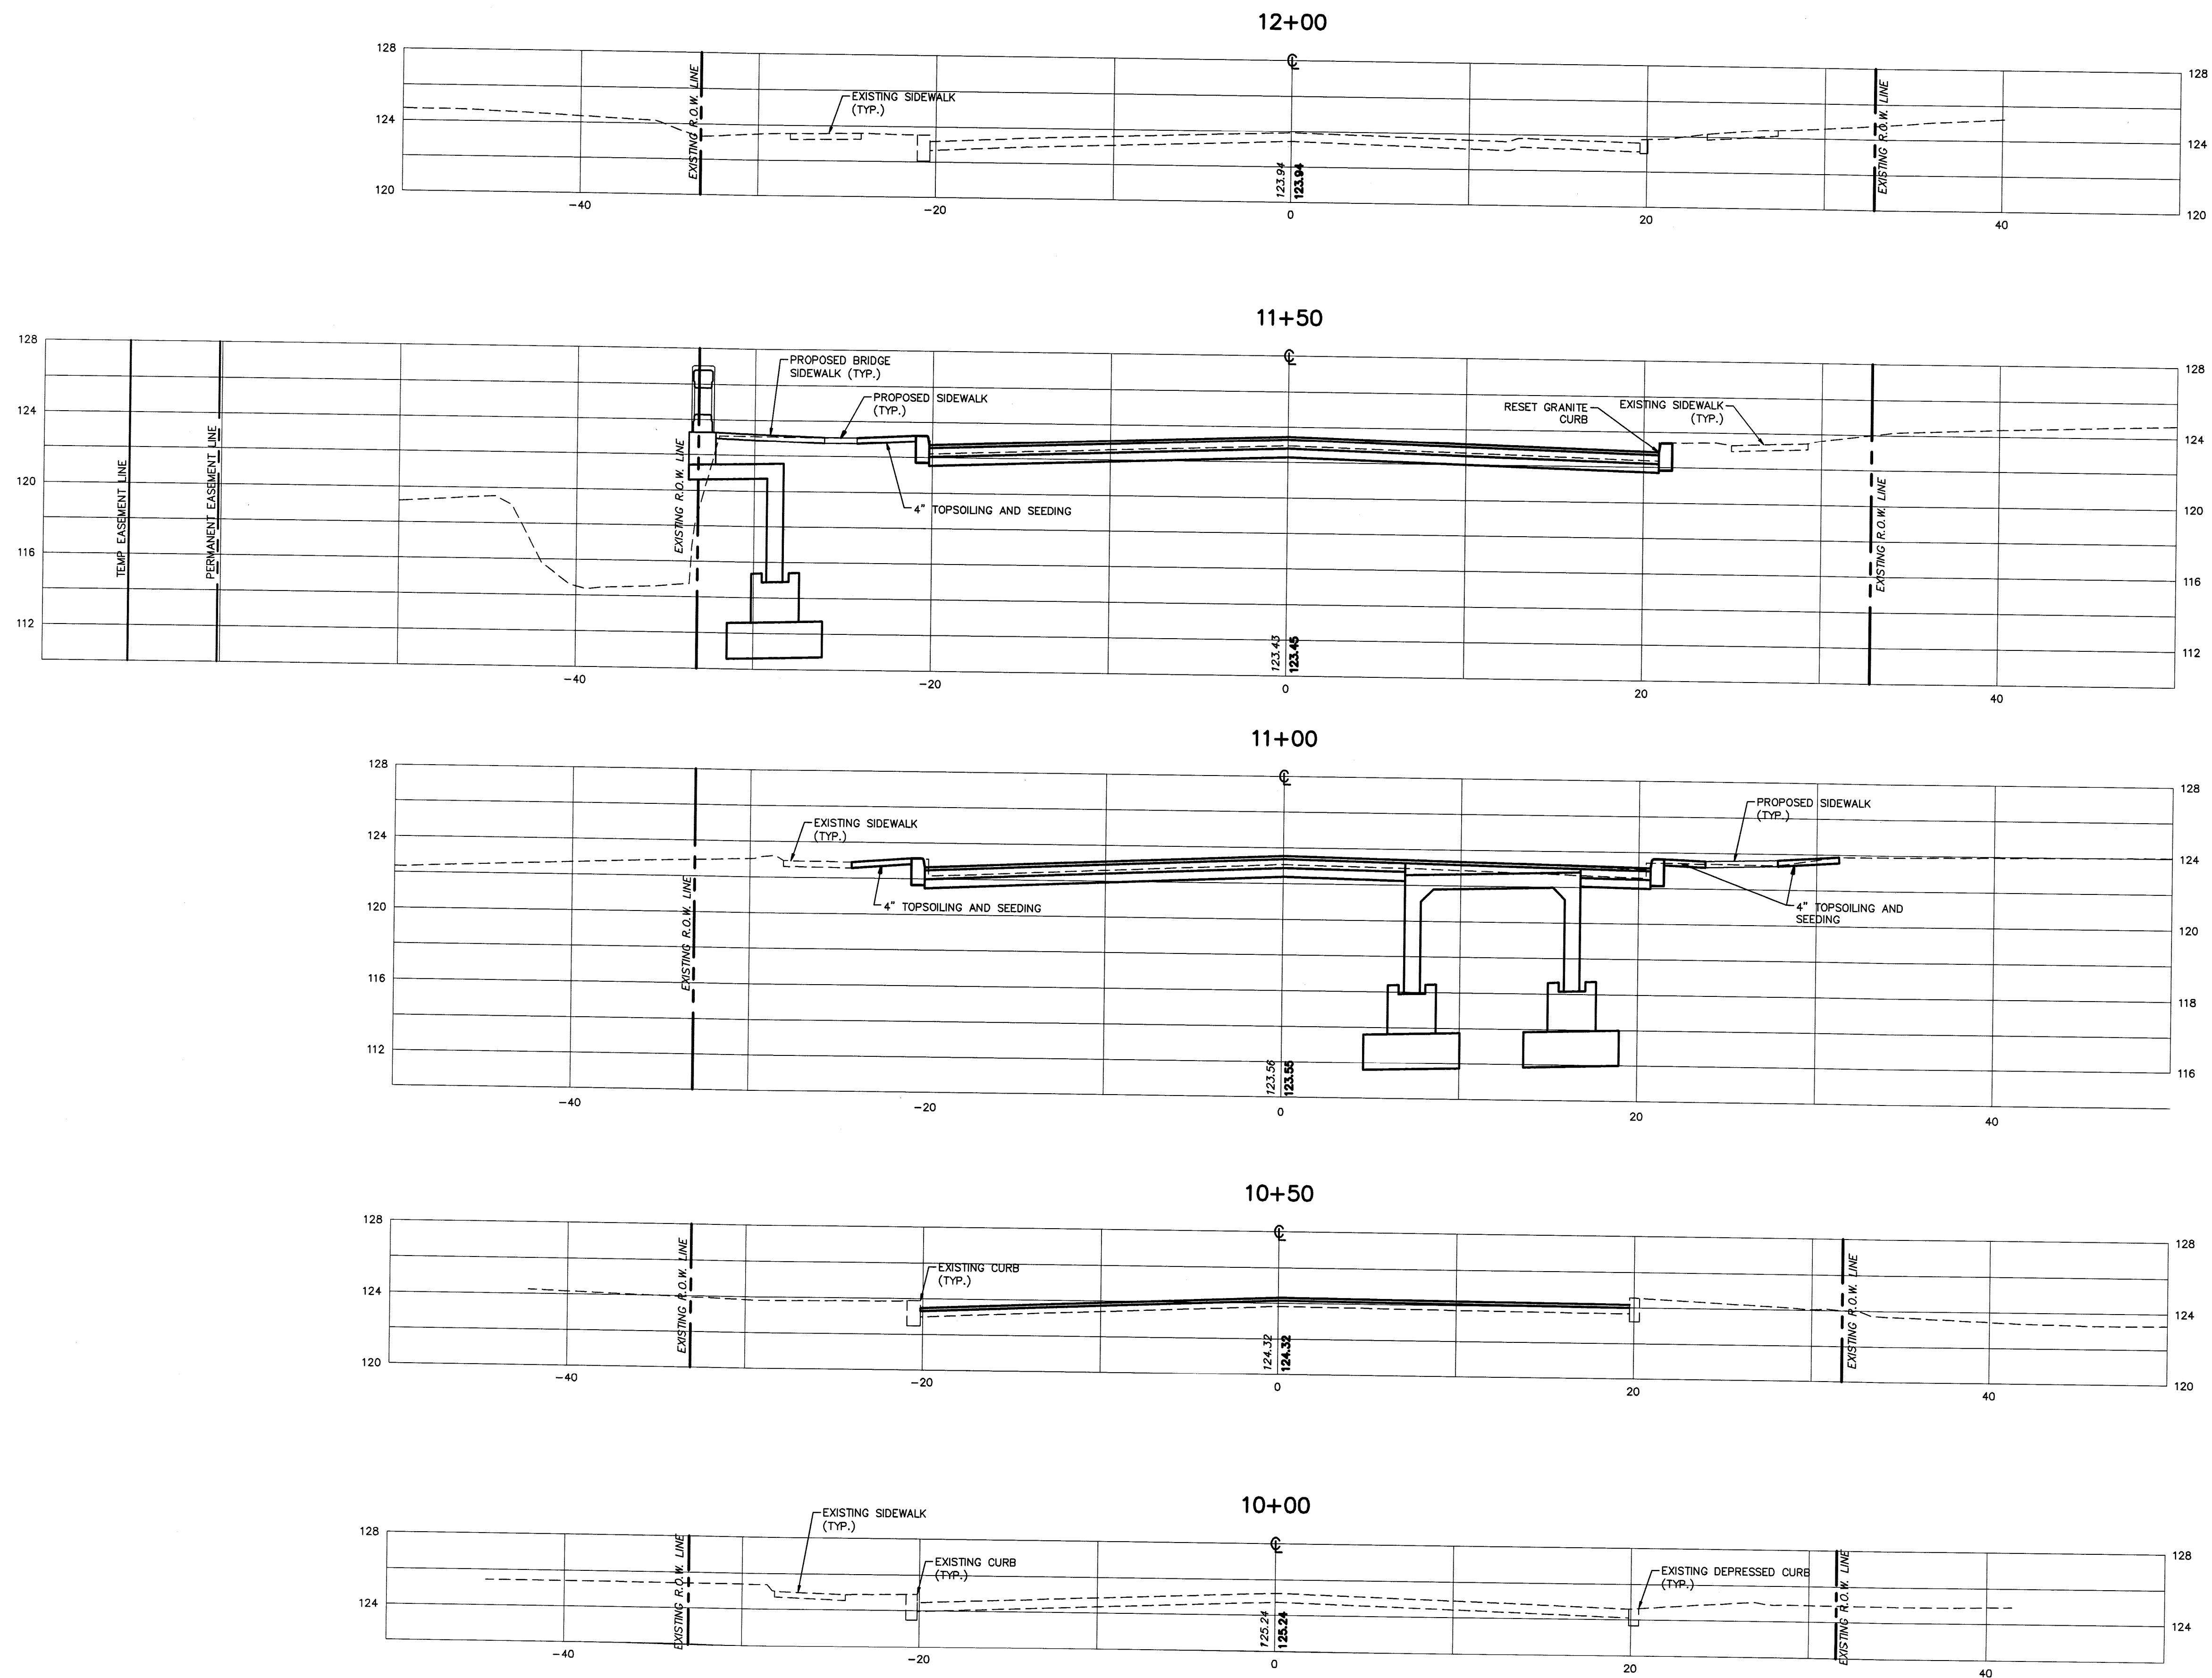 12+00
128
℄
128
EXISTING R.O.W. LINE
EXISTING SIDEWALK
(TYP.)
EXISTING R.O.W. LINE
124
124
120
123.94
123.94
120
-40
-20
0
20
40
11+50
128
℄
128
PROPOSED BRIDGE
SIDEWALK (TYP.)
PROPOSED SIDEWALK
(TYP.)
RESET GRANITE
CURB
EXISTING SIDEWALK
(TYP.)
124
124
TEMP EASEMENT LINE
PERMANENT EASEMENT LINE
EXISTING R.O.W. LINE
4" TOPSOILING AND SEEDING
EXISTING R.O.W. LINE
120
120
116
116
112
123.43
123.45
112
-40
-20
0
20
40
11+00
128
℄
128
EXISTING SIDEWALK
(TYP.)
PROPOSED SIDEWALK
(TYP.)
124
124
EXISTING R.O.W. LINE
4" TOPSOILING AND SEEDING
4" TOPSOILING AND
SEEDING
120
120
116
118
112
123.56
123.55
116
-40
-20
0
20
40
10+50
128
℄
128
EXISTING R.O.W. LINE
EXISTING CURB
(TYP.)
EXISTING R.O.W. LINE
124
124
120
124.32
124.32
120
-40
-20
0
20
40
10+00
128
℄
128
EXISTING R.O.W. LINE
EXISTING SIDEWALK
(TYP.)
EXISTING CURB
(TYP.)
EXISTING DEPRESSED CURB
(TYP.)
EXISTING R.O.W. LINE
124
124
125.24
125.24
-40
-20
0
20
40